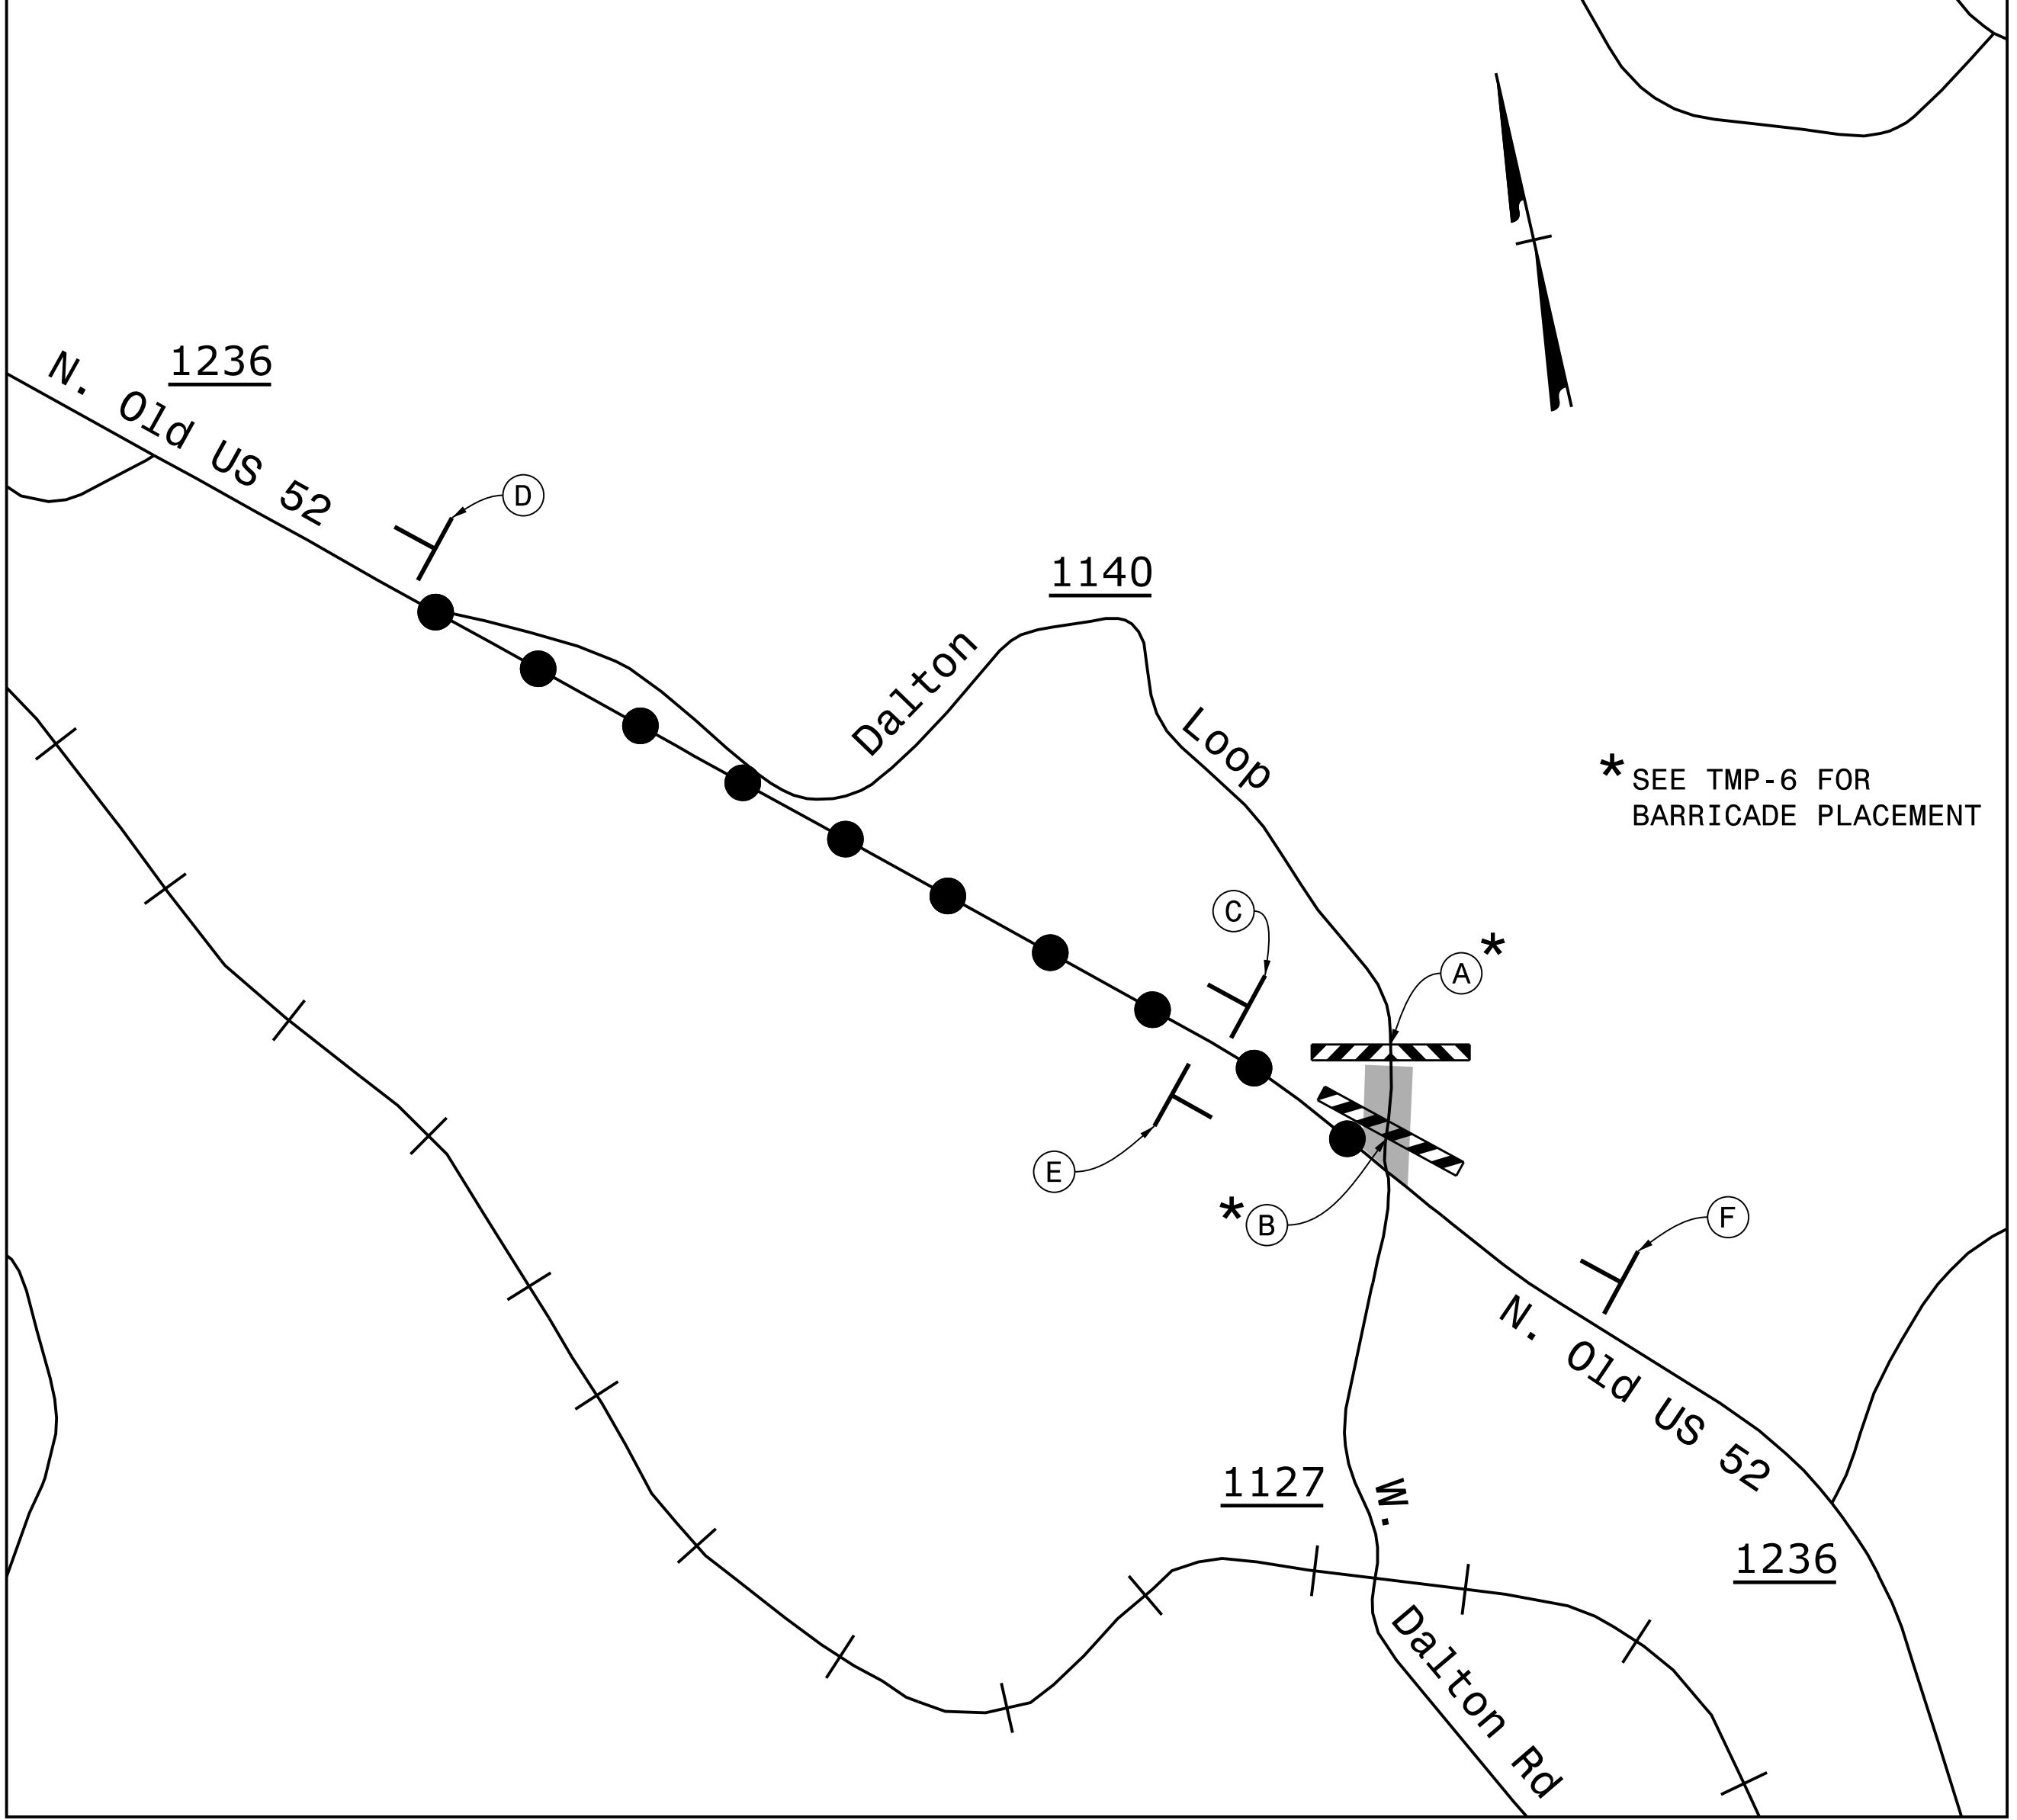 1236
N. Old US 52
D
1140
Dalton
Loop
* SEE TMP-6 FOR
BARRICADE PLACEMENT
C
A *
E
* B
F
N. Old US 52
1127
W.
Dalton Rd
1236